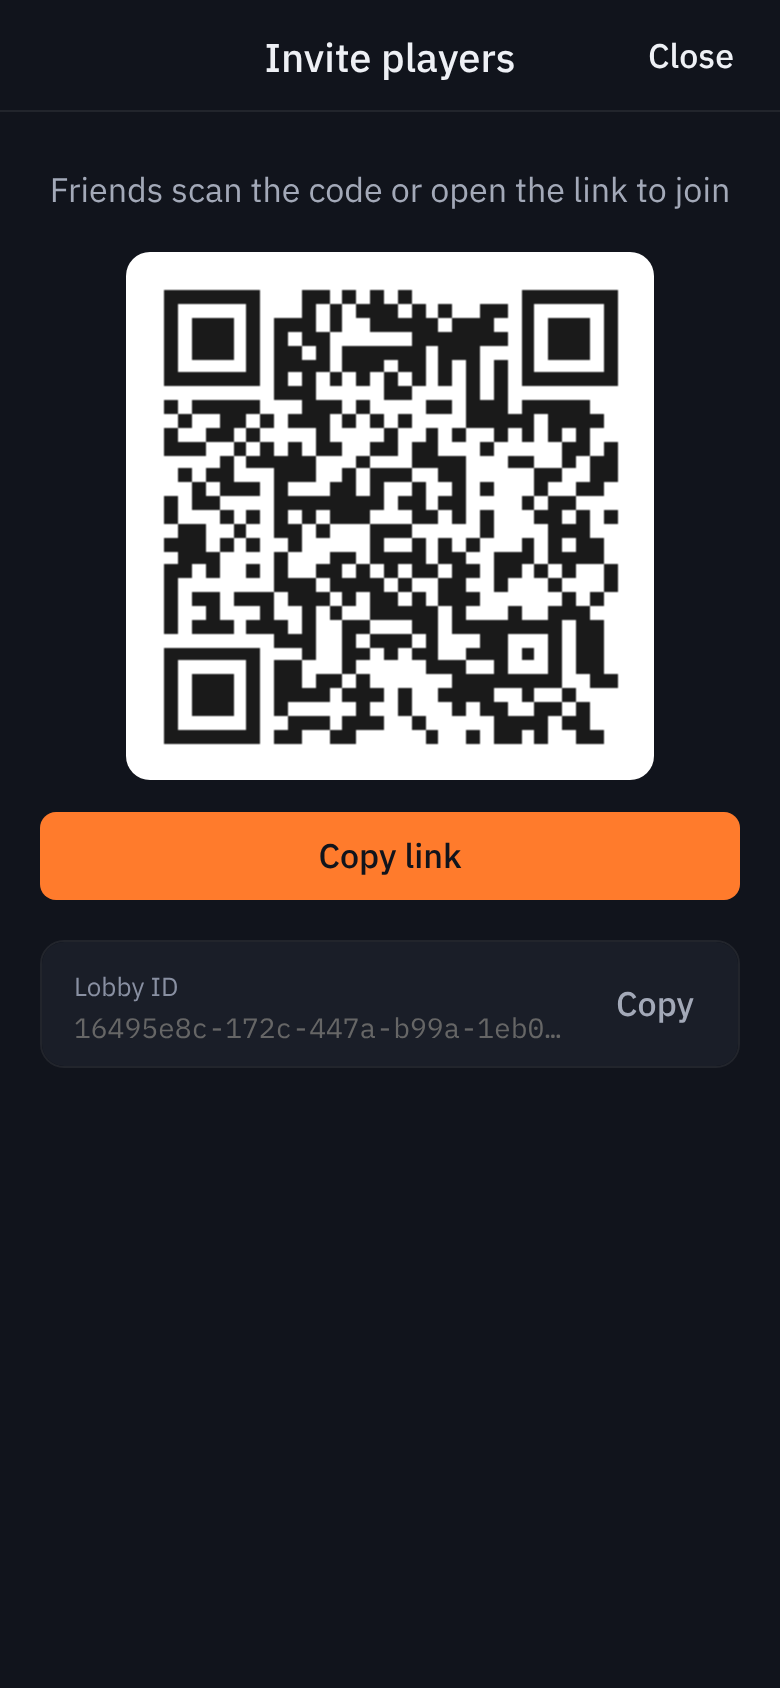 Invite players
Close
Friends scan the code or open the link to join
Copy link
Lobby ID
16495e8c-172c-447a-b99a-1eb0…
Copy